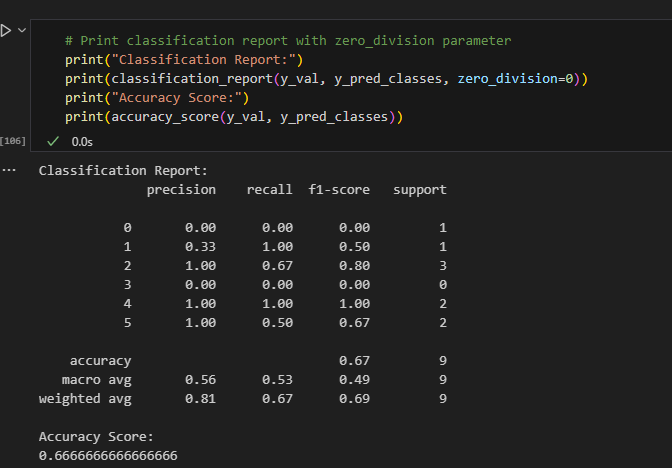 # Print classification report with zero_division parameter
print("Classification Report:")
print(classification_report(y_val, y_pred_classes, zero_division=0))
print("Accuracy Score:")
print(accuracy_score(y_val, y_pred_classes))
[106]
0.0s
...
Classification Report:
precision recall f1-score support
0 0.00 0.00 0.00 1
1 0.33 1.00 0.50 1
2 1.00 0.67 0.80 3
3 0.00 0.00 0.00 0
4 1.00 1.00 1.00 2
5 1.00 0.50 0.67 2
accuracy 0.67 9
macro avg 0.56 0.53 0.49 9
weighted avg 0.81 0.67 0.69 9
Accuracy Score:
0.6666666666666666